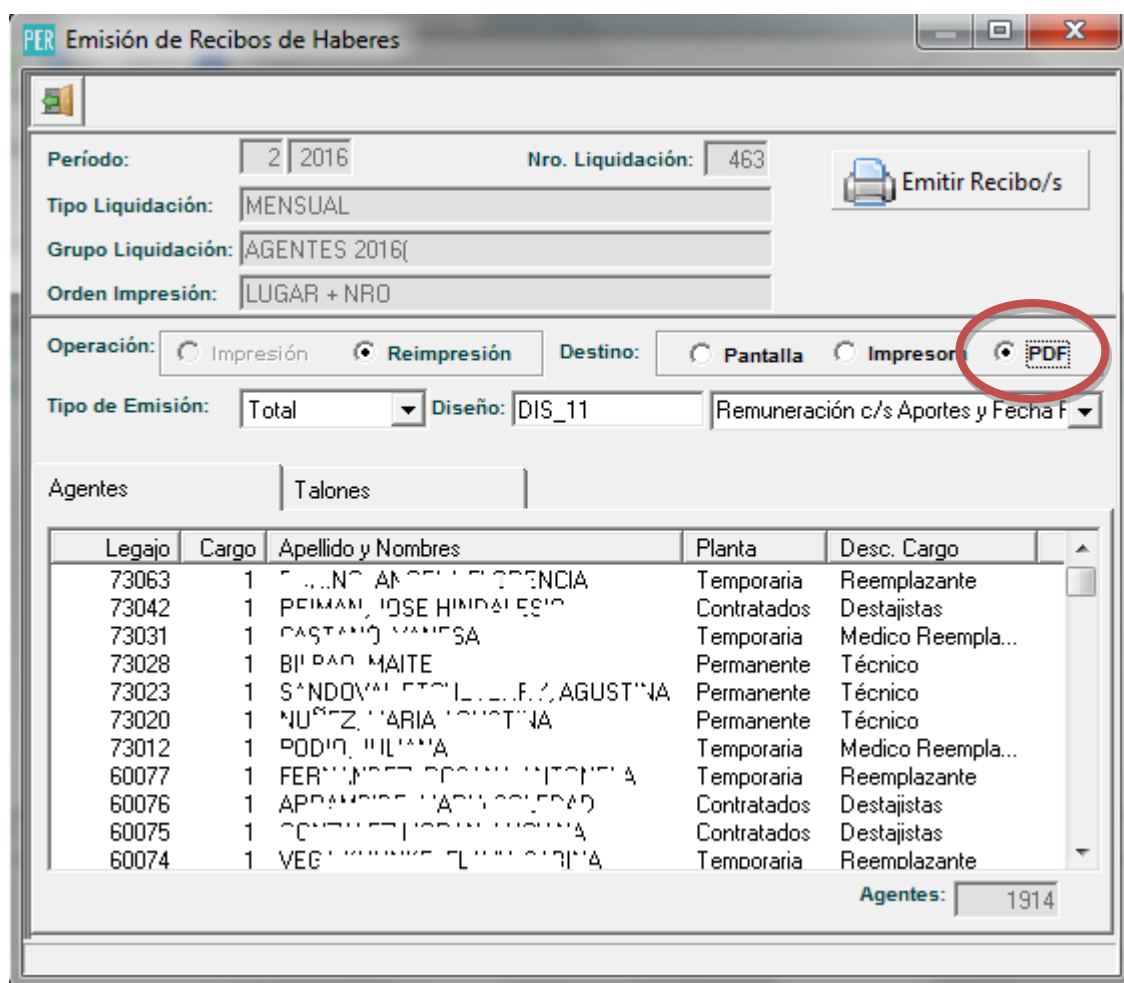 PER Emisión de Recibos de Haberes
Período: 2 2016 Nro. Liquidación: 463 Emitir Recibo/s
Tipo Liquidación: MENSUAL
Grupo Liquidación: AGENTES 2016(
Orden Impresión: LUGAR + NRO
Operación: Impresión Reimpresión Destino: Pantalla Impresora PDF
Tipo de Emisión: Total Diseño: DIS_11 Remuneración c/s Aportes y Fecha F
Agentes Talones
Legajo Cargo Apellido y Nombres Planta Desc. Cargo
73063 1 Temporaria Reemplazante
73042 1 Contratados Destajistas
73031 1 Temporaria Medico Reempla...
73028 1 MAITE Permanente Técnico
73023 1 Permanente Técnico
73020 1 Permanente Técnico
73012 1 Temporaria Medico Reempla...
60077 1 Temporaria Reemplazante
60076 1 Contratados Destajistas
60075 1 Contratados Destajistas
60074 1 Temporaria Reemplazante
Agentes: 1914